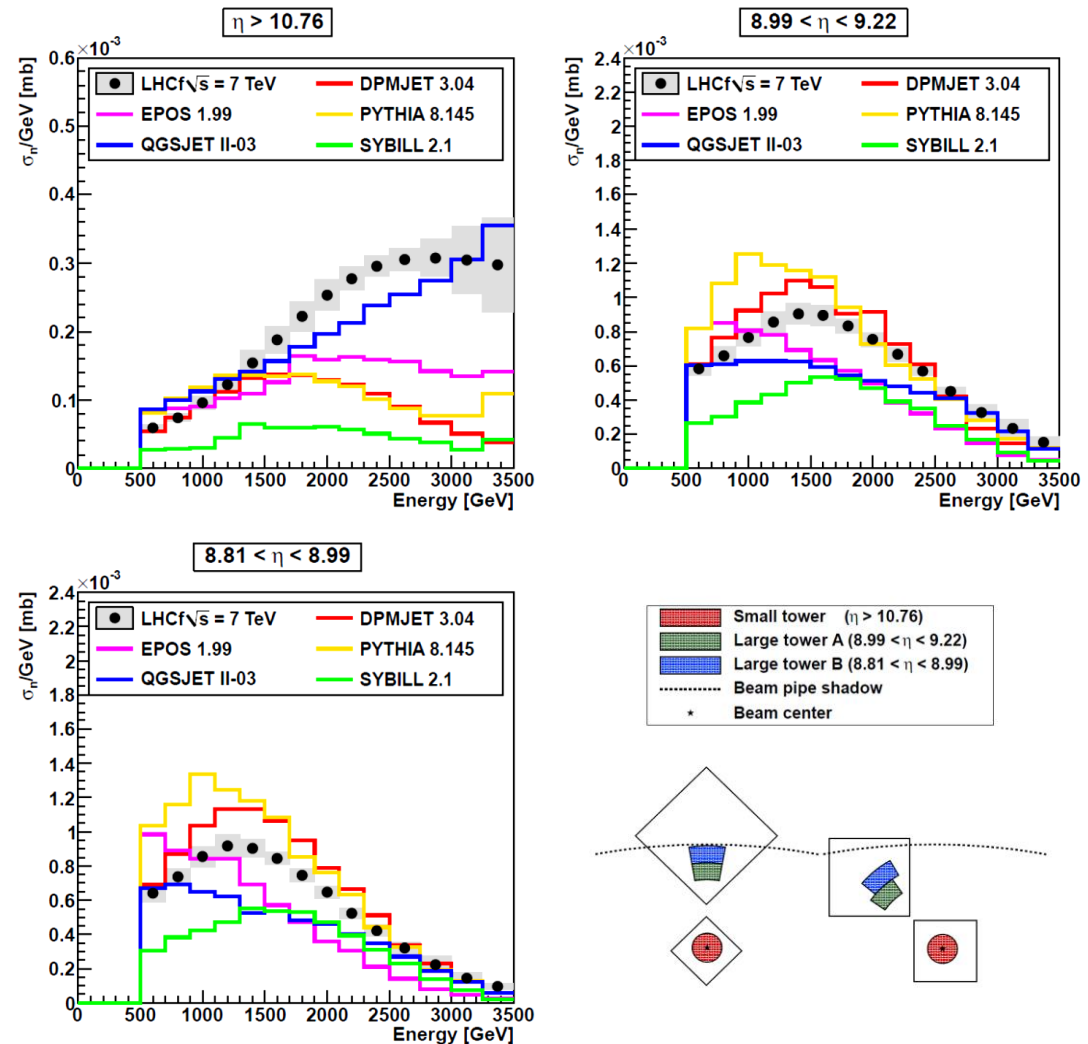 η > 10.76
×10⁻³
σₙ/GeV [mb]
0.6
0.5
0.4
0.3
0.2
0.1
0
LHCf√s = 7 TeV
DPMJET 3.04
EPOS 1.99
PYTHIA 8.145
QGSJET II-03
SYBILL 2.1
0 500 1000 1500 2000 2500 3000 3500
Energy [GeV]
8.99 < η < 9.22
×10⁻³
σₙ/GeV [mb]
2.4
2.2
2
1.8
1.6
1.4
1.2
1
0.8
0.6
0.4
0.2
0
LHCf√s = 7 TeV
DPMJET 3.04
EPOS 1.99
PYTHIA 8.145
QGSJET II-03
SYBILL 2.1
0 500 1000 1500 2000 2500 3000 3500
Energy [GeV]
8.81 < η < 8.99
×10⁻³
σₙ/GeV [mb]
2.4
2.2
2
1.8
1.6
1.4
1.2
1
0.8
0.6
0.4
0.2
0
LHCf√s = 7 TeV
DPMJET 3.04
EPOS 1.99
PYTHIA 8.145
QGSJET II-03
SYBILL 2.1
0 500 1000 1500 2000 2500 3000 3500
Energy [GeV]
Small tower (η > 10.76)
Large tower A (8.99 < η < 9.22)
Large tower B (8.81 < η < 8.99)
Beam pipe shadow
Beam center